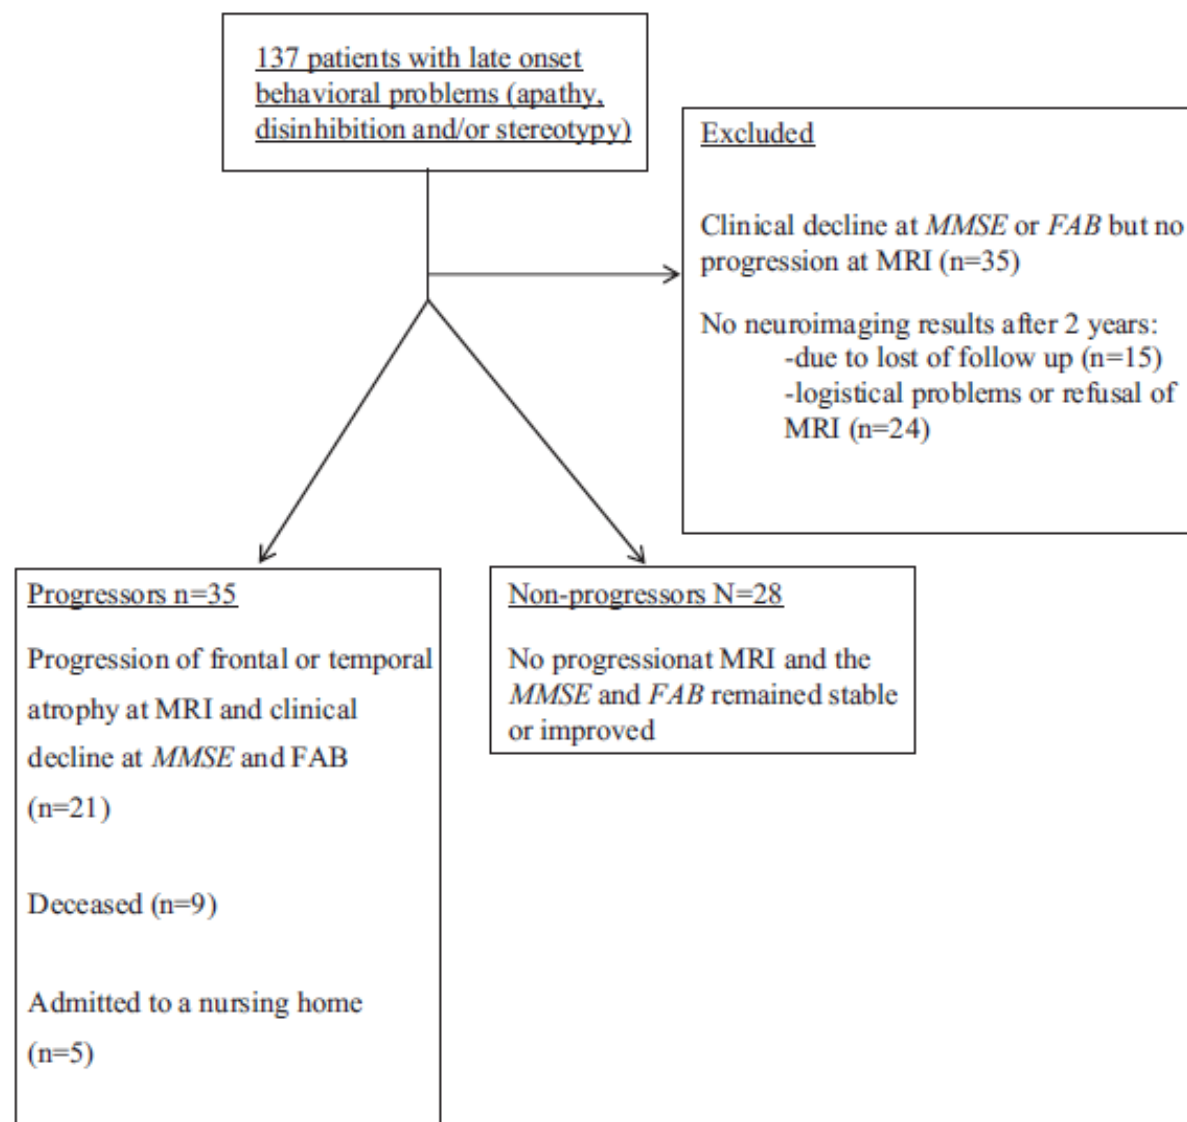 137 patients with late onset
behavioral problems (apathy,
disinhibition and/or stereotypy)
Excluded
Clinical decline at MMSE or FAB but no
progression at MRI (n=35)
No neuroimaging results after 2 years:
-due to lost of follow up (n=15)
-logistical problems or refusal of
MRI (n=24)
Progressors n=35
Progression of frontal or temporal
atrophy at MRI and clinical
decline at MMSE and FAB
(n=21)
Deceased (n=9)
Admitted to a nursing home
(n=5)
Non-progressors N=28
No progressionat MRI and the
MMSE and FAB remained stable
or improved